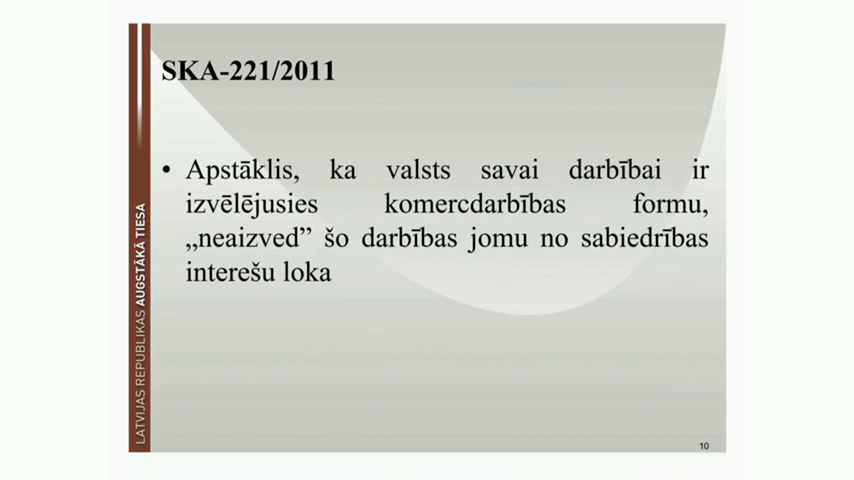 SKA-221/2011
• Apstāklis, ka valsts savai darbībai ir
izvēlējusies komercdarbības formu,
„neaizved” šo darbības jomu no sabiedrības
interešu loka
LATVIJAS REPUBLIKAS AUGSTĀKĀ TIESA
10